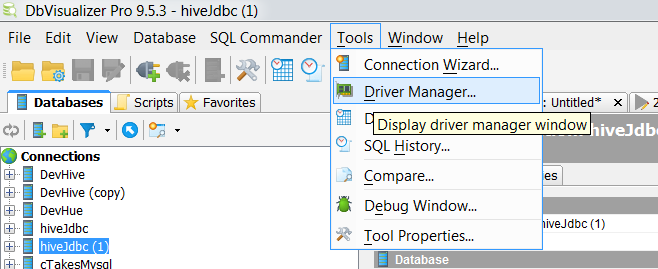 DbVisualizer Pro 9.5.3 - hiveJdbc (1)
File Edit View Database SQL Commander Tools Window Help
Connection Wizard...
Databases Scripts Favorites
Driver Manager...
: Untitled*
D
Display driver manager window
hiveJdbc
SQL History...
Connections
DevHive
Compare...
es
DevHive (copy)
DevHue
Debug Window...
hiveJdbc
hiveJdbc (1)
hiveJdbc (1)
Tool Properties...
cTakesMysql
Database